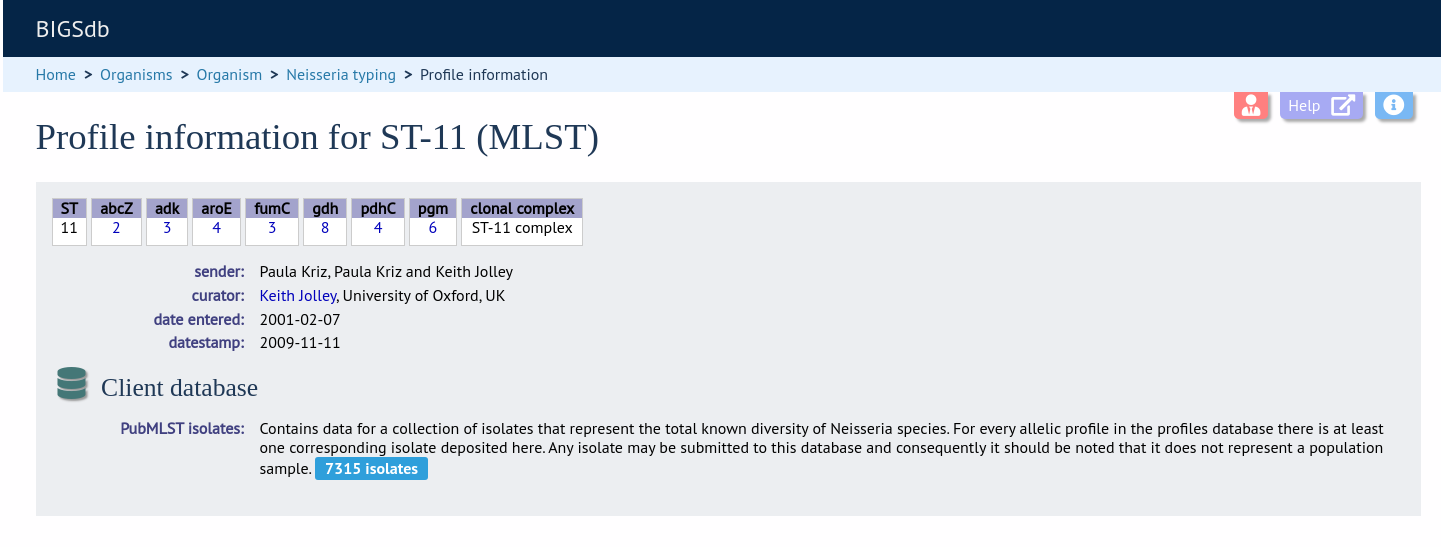 BIGSdb
Home > Organisms > Organism > Neisseria typing > Profile information
Help
Profile information for ST-11 (MLST)
ST abcZ adk aroE fumC gdh pdhC pgm clonal complex
11 2 3 4 3 8 4 6 ST-11 complex
sender: Paula Kriz, Paula Kriz and Keith Jolley
curator: Keith Jolley, University of Oxford, UK
date entered: 2001-02-07
datestamp: 2009-11-11
Client database
PubMLST isolates: Contains data for a collection of isolates that represent the total known diversity of Neisseria species. For every allelic profile in the profiles database there is at least
one corresponding isolate deposited here. Any isolate may be submitted to this database and consequently it should be noted that it does not represent a population
sample. 7315 isolates